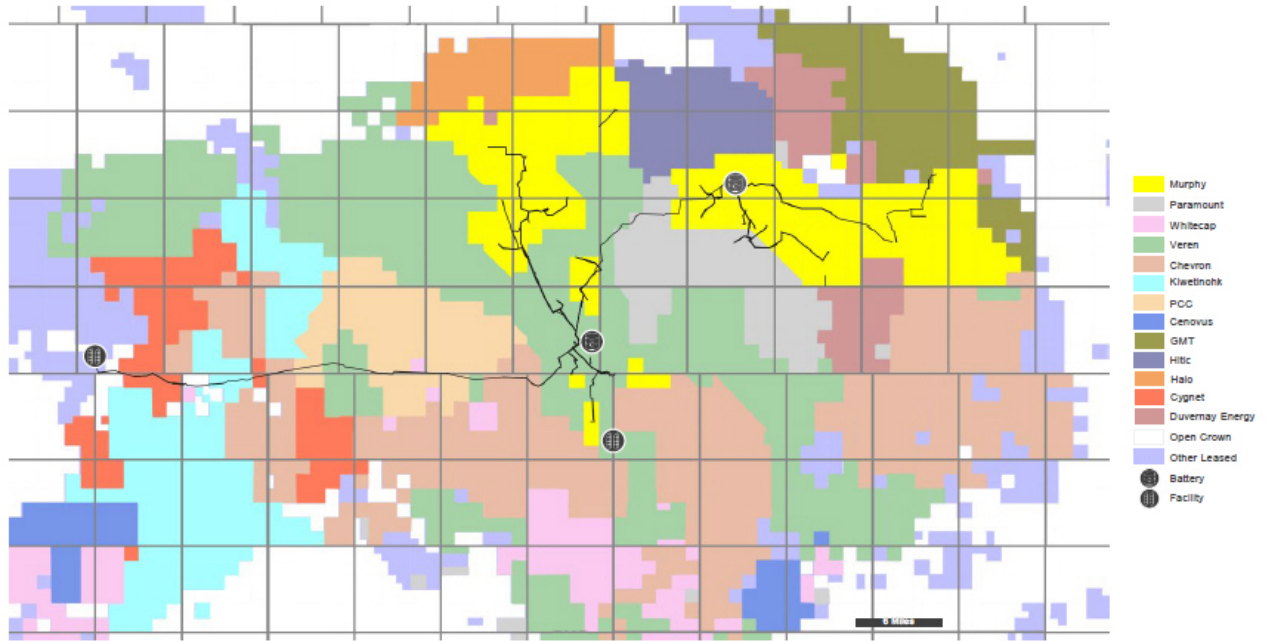 Murphy
Paramount
Whitecap
Veren
Chevron
Kiwetinohk
PCC
Cenovus
GMT
Hitic
Halo
Cygnet
Duvernay Energy
Open Crown
Other Leased
Battery
Facility
6 Miles